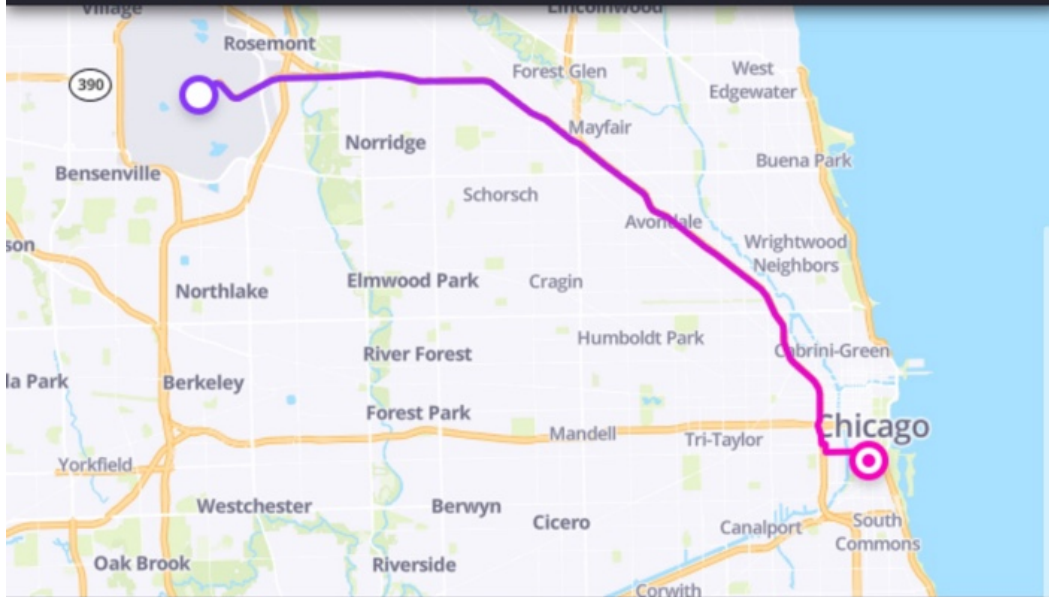 Village
Lincolnwood
Rosemont
390
Forest Glen
West
Edgewater
Mayfair
Norridge
Buena Park
Bensenville
Schorsch
Avondale
son
Wrightwood
Neighbors
Elmwood Park
Cragin
Northlake
Humboldt Park
Cabrini-Green
River Forest
la Park
Berkeley
Forest Park
Chicago
Mandell
Tri-Taylor
Yorkfield
Westchester
Berwyn
Cicero
Canalport
South
Commons
Oak Brook
Riverside
Corwith